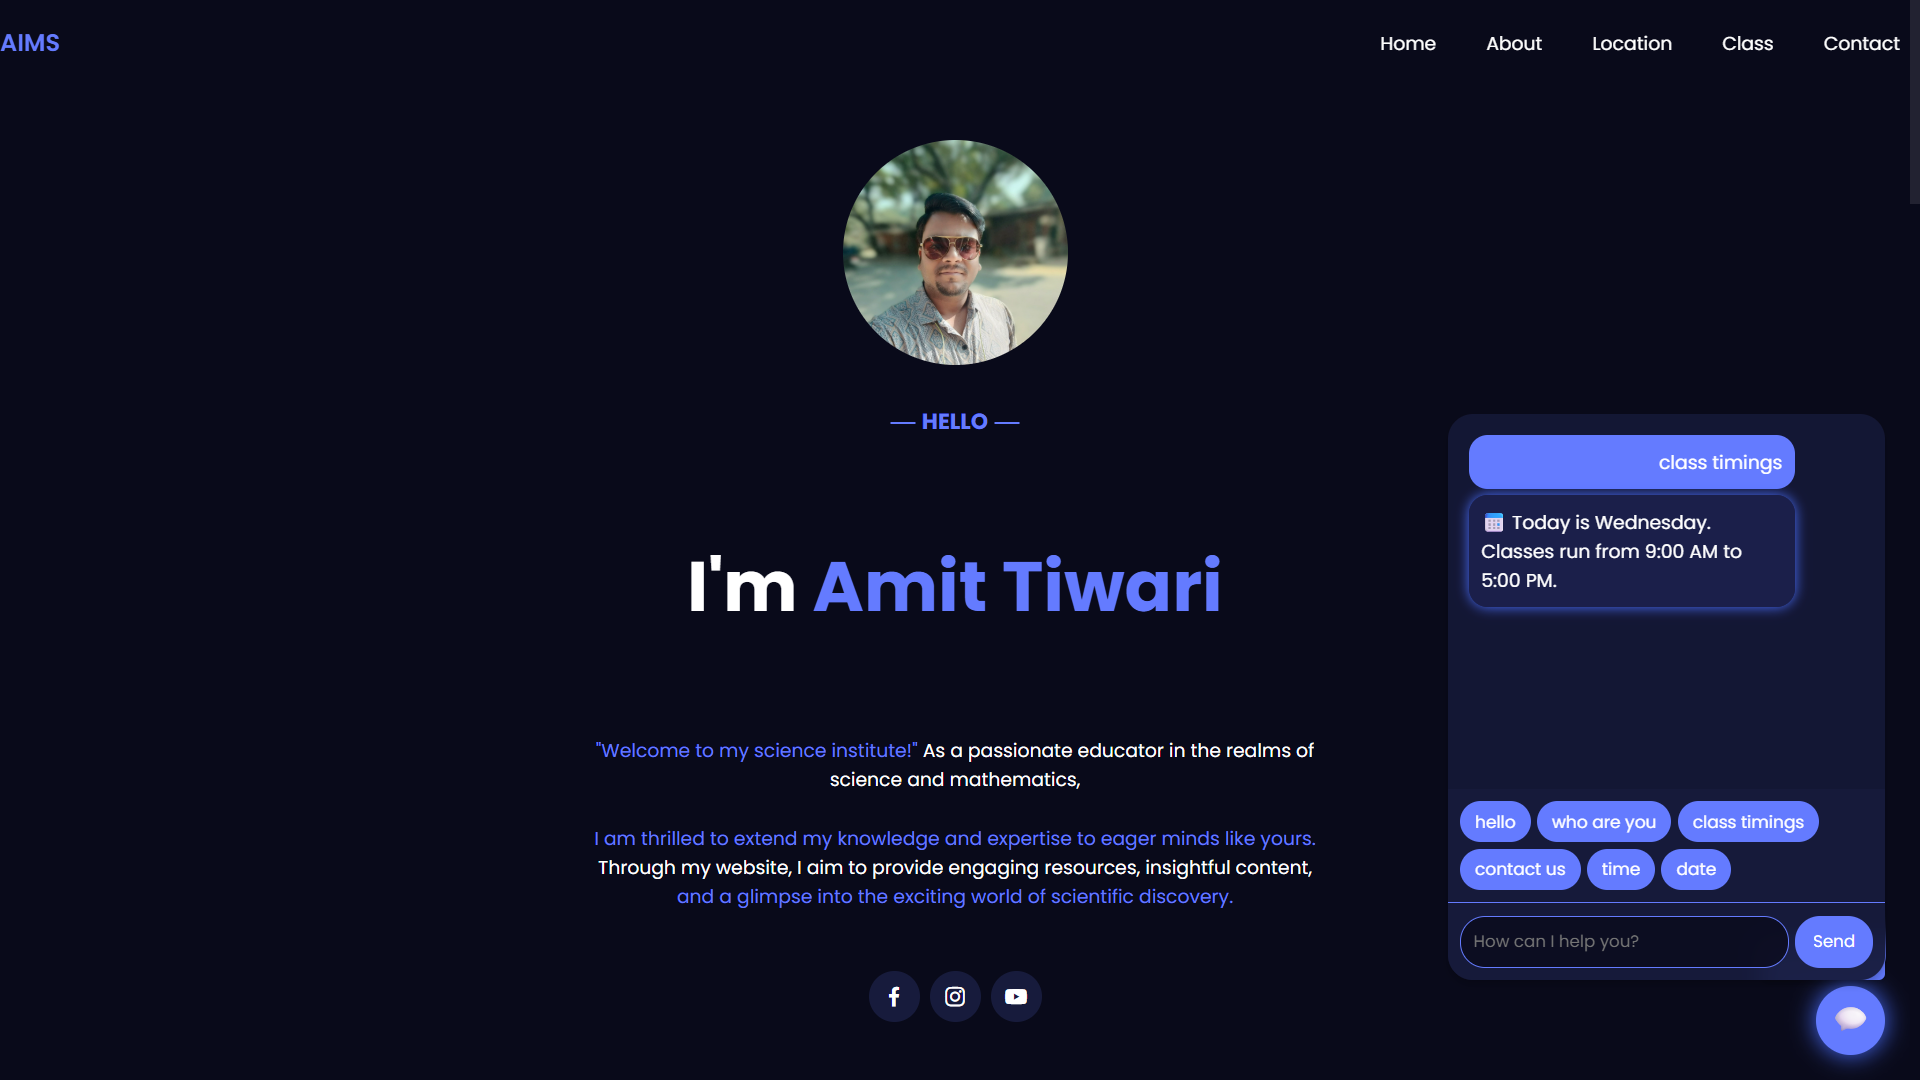 AIMS
Home About Location Class Contact
— HELLO —
I'm Amit Tiwari
"Welcome to my science institute!" As a passionate educator in the realms of
science and mathematics,
I am thrilled to extend my knowledge and expertise to eager minds like yours.
Through my website, I aim to provide engaging resources, insightful content,
and a glimpse into the exciting world of scientific discovery.
class timings
Today is Wednesday.
Classes run from 9:00 AM to
5:00 PM.
hello who are you class timings
contact us time date
How can I help you? Send